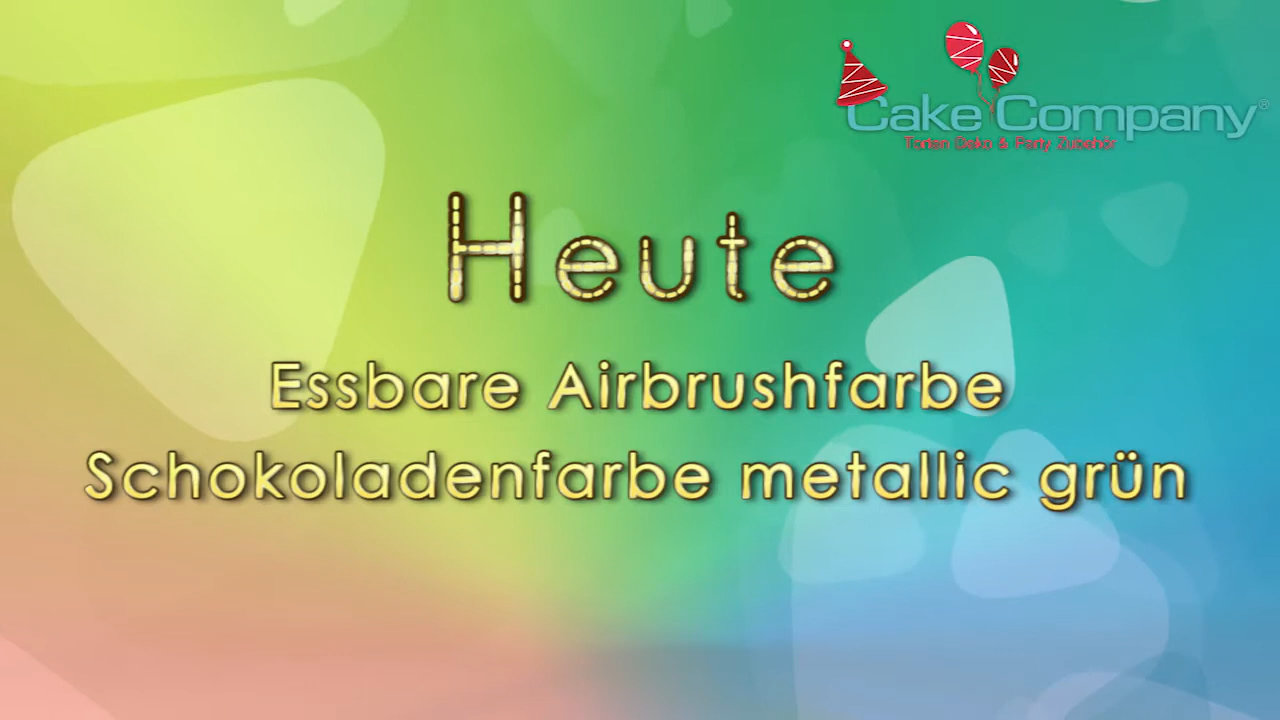 Cake Company®
Torten Deko & Party Zubehör
Heute
Essbare Airbrushfarbe
Schokoladenfarbe metallic grün